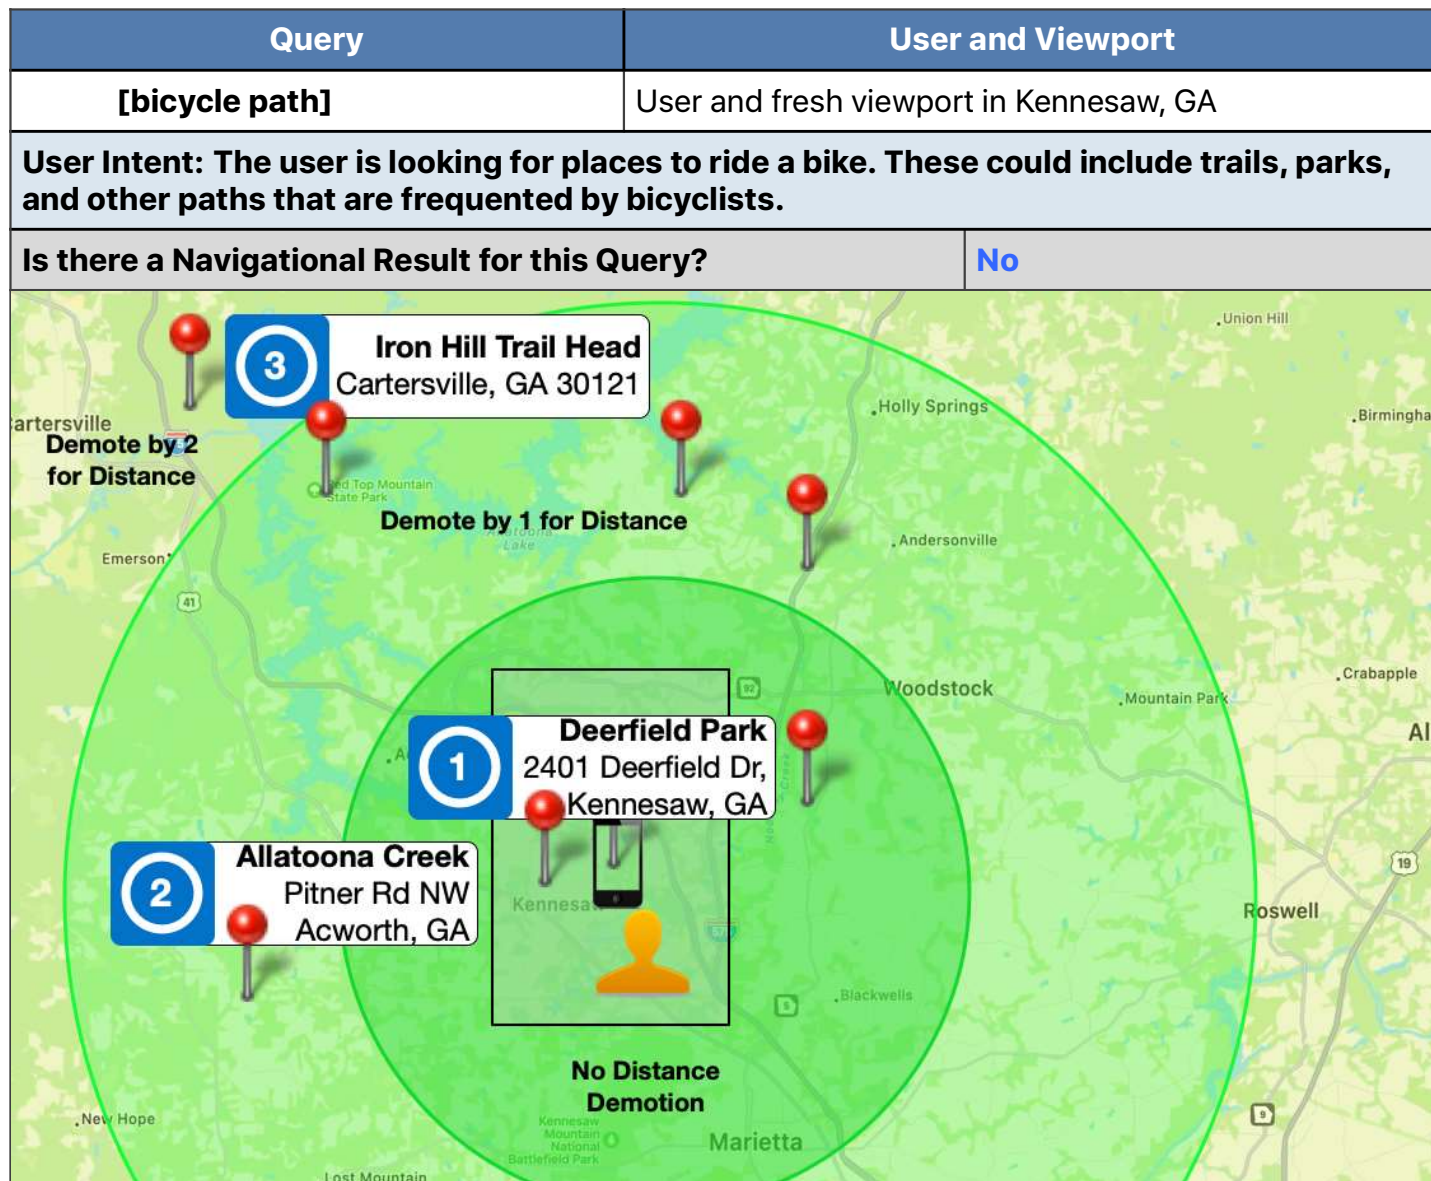 Query
User and Viewport
[bicycle path]
User and fresh viewport in Kennesaw, GA
User Intent: The user is looking for places to ride a bike. These could include trails, parks,
and other paths that are frequented by bicyclists.
Is there a Navigational Result for this Query?
No
Union Hill
3
Iron Hill Trail Head
Cartersville, GA 30121
Holly Springs
artersville
Birmingha
Demote by 2
for Distance
Red Top Mountain
State Park
Demote by 1 for Distance
Allatoona
Lake
Andersonville
Emerson
41
Crabapple
92
Woodstock
Mountain Park
1
Deerfield Park
2401 Deerfield Dr,
Kennesaw, GA
A
Al
2
Allatoona Creek
Pitner Rd NW
Acworth, GA
19
Kennesaw
Roswell
575
5
Blackwells
No Distance
Demotion
New Hope
9
Kennesaw
Mountain
National
Battlefield Park
Marietta
Lost Mountain